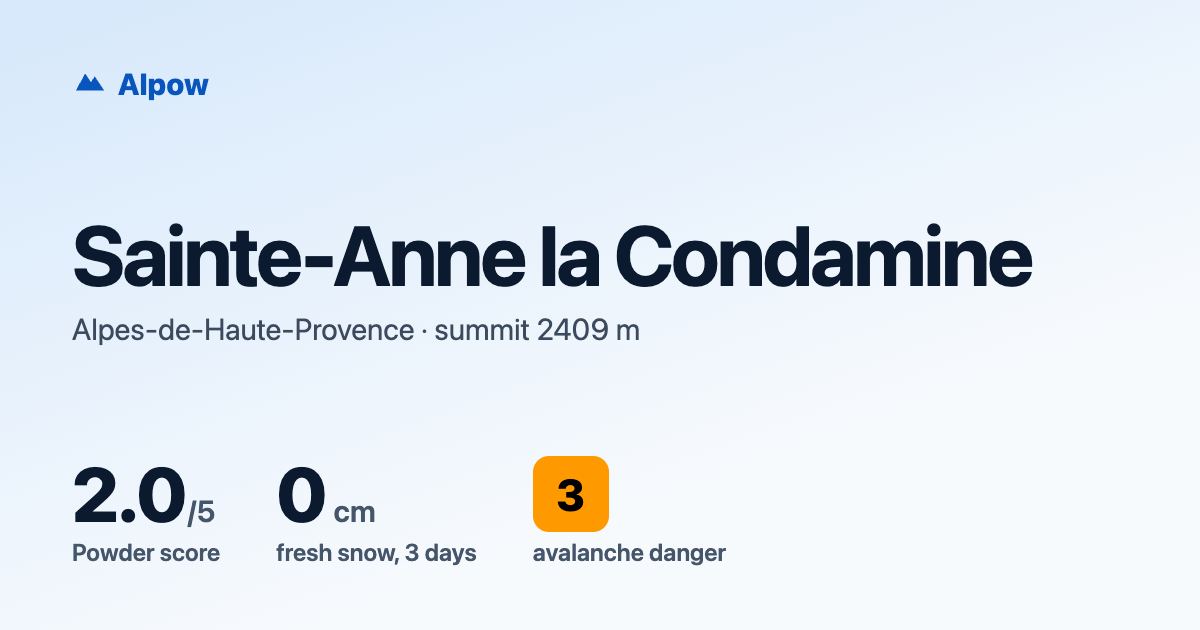 Alpow
Sainte-Anne la Condamine
Alpes-de-Haute-Provence · summit 2409 m
2.0/5
Powder score
0 cm
fresh snow, 3 days
3
avalanche danger